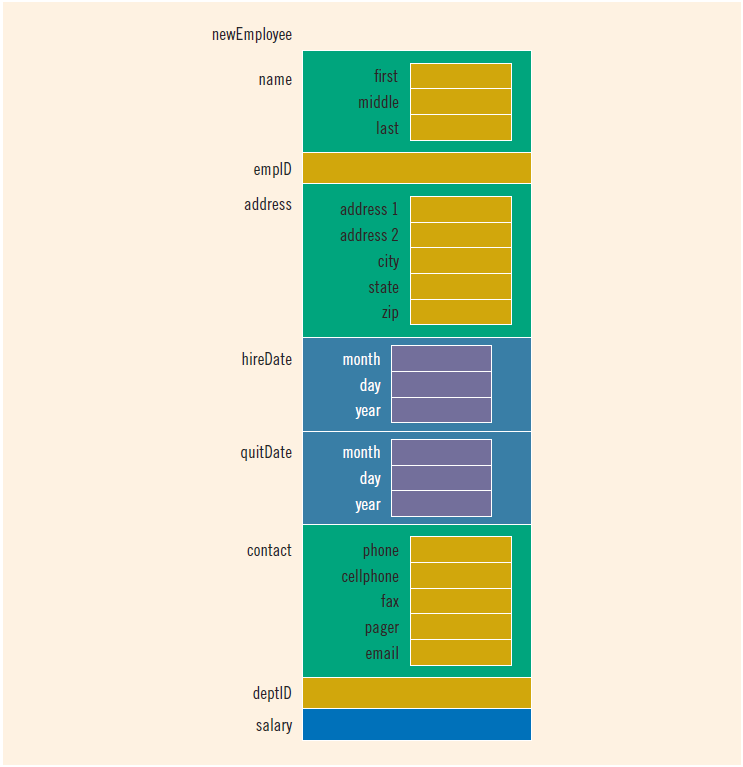 newEmployee
name
first
middle
last
empID
address
address 1
address 2
city
state
zip
hireDate
month
day
year
quitDate
month
day
year
contact
phone
cellphone
fax
pager
email
deptID
salary